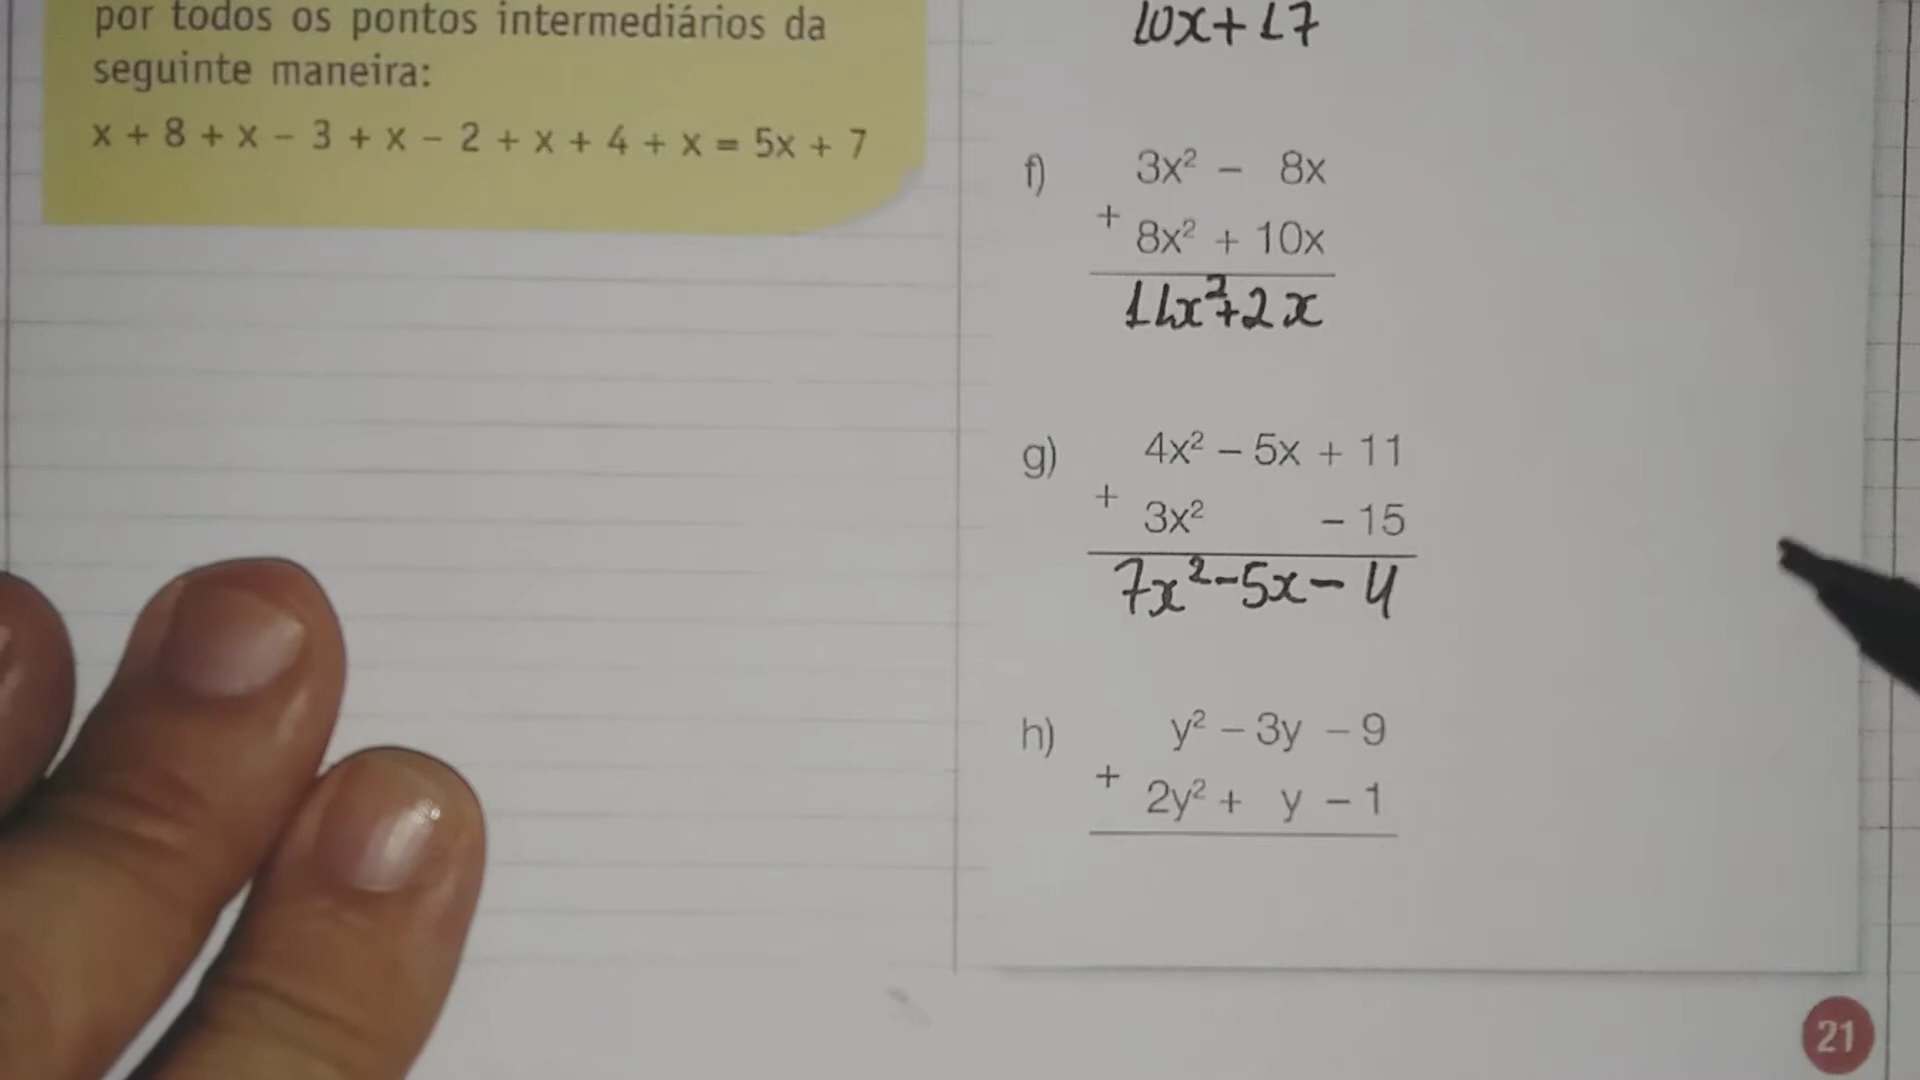 por todos os pontos intermediários da
seguinte maneira:
x + 8 + x – 3 + x – 2 + x + 4 + x = 5x + 7
10x+17
f) 3x² – 8x
+
8x² + 10x
11x²+2x
g) 4x² – 5x + 11
+
3x² – 15
7x²-5x-4
h) y² – 3y – 9
+
2y² + y – 1
21